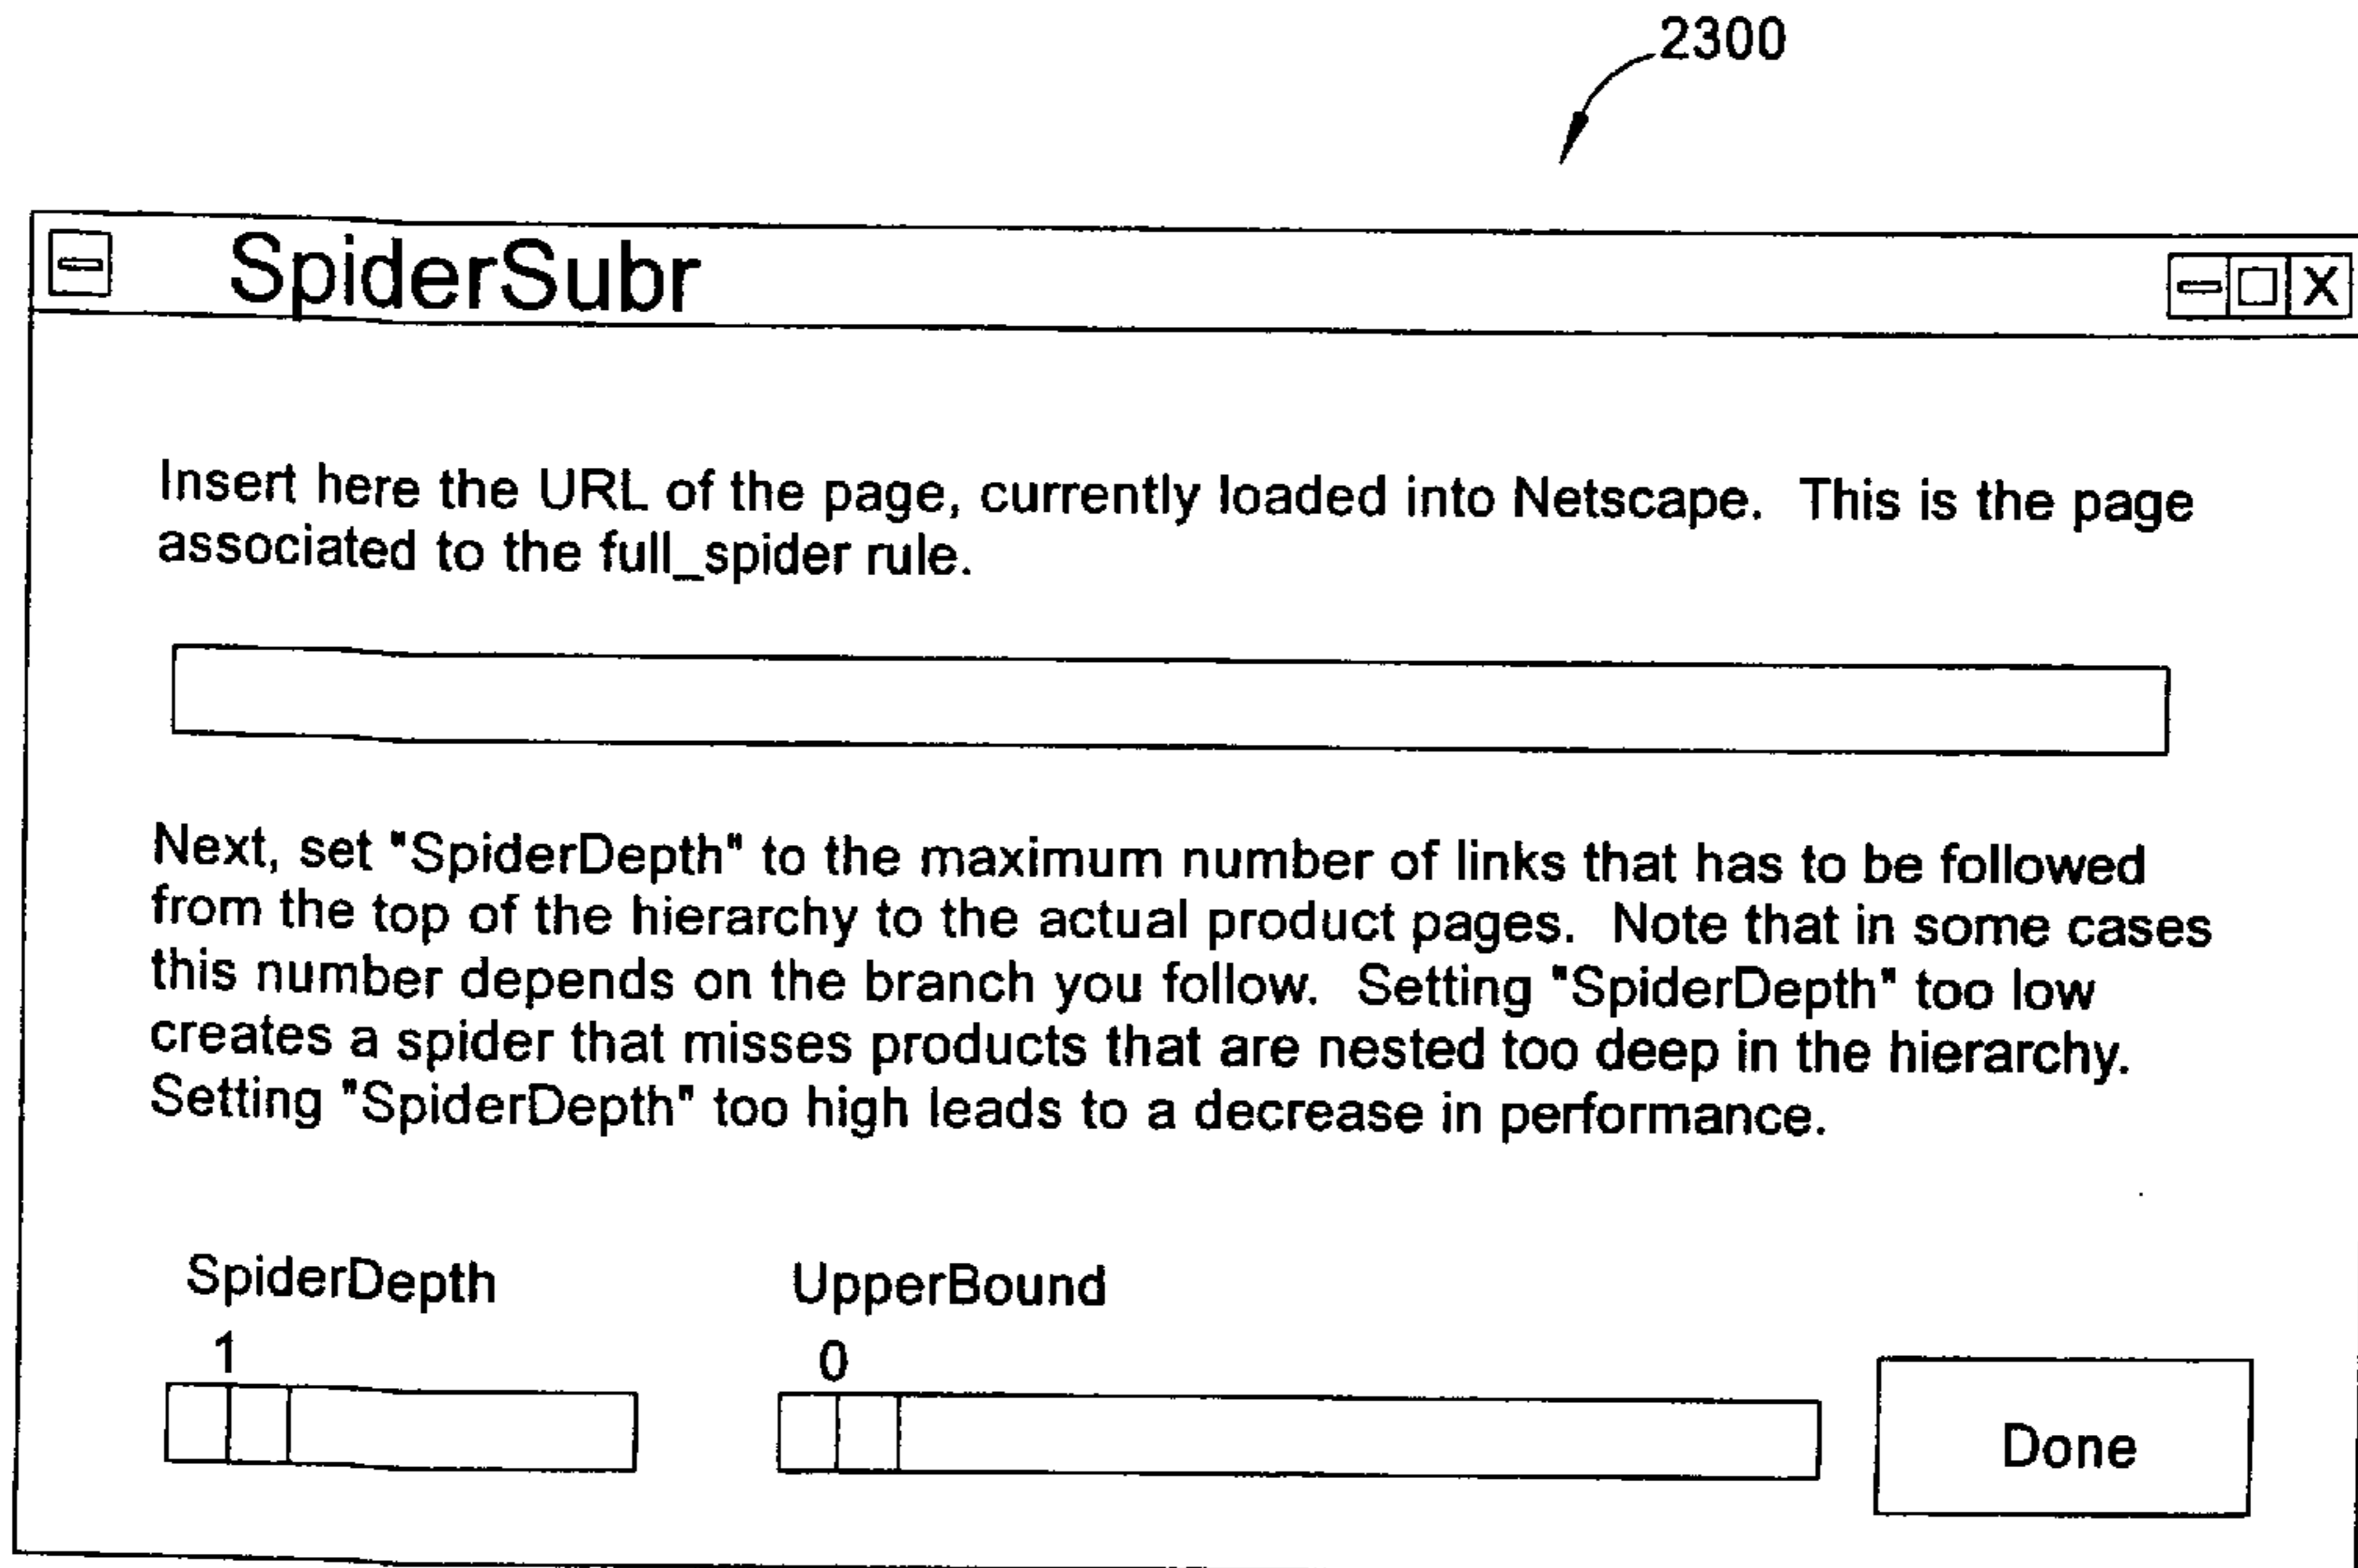 2300
SpiderSubr
X
Insert here the URL of the page, currently loaded into Netscape.  This is the page
associated to the full_spider rule.
Next, set "SpiderDepth" to the maximum number of links that has to be followed
from the top of the hierarchy to the actual product pages.  Note that in some cases
this number depends on the branch you follow.  Setting "SpiderDepth" too low
creates a spider that misses products that are nested too deep in the hierarchy.
Setting "SpiderDepth" too high leads to a decrease in performance.
SpiderDepth UpperBound
1 0
Done